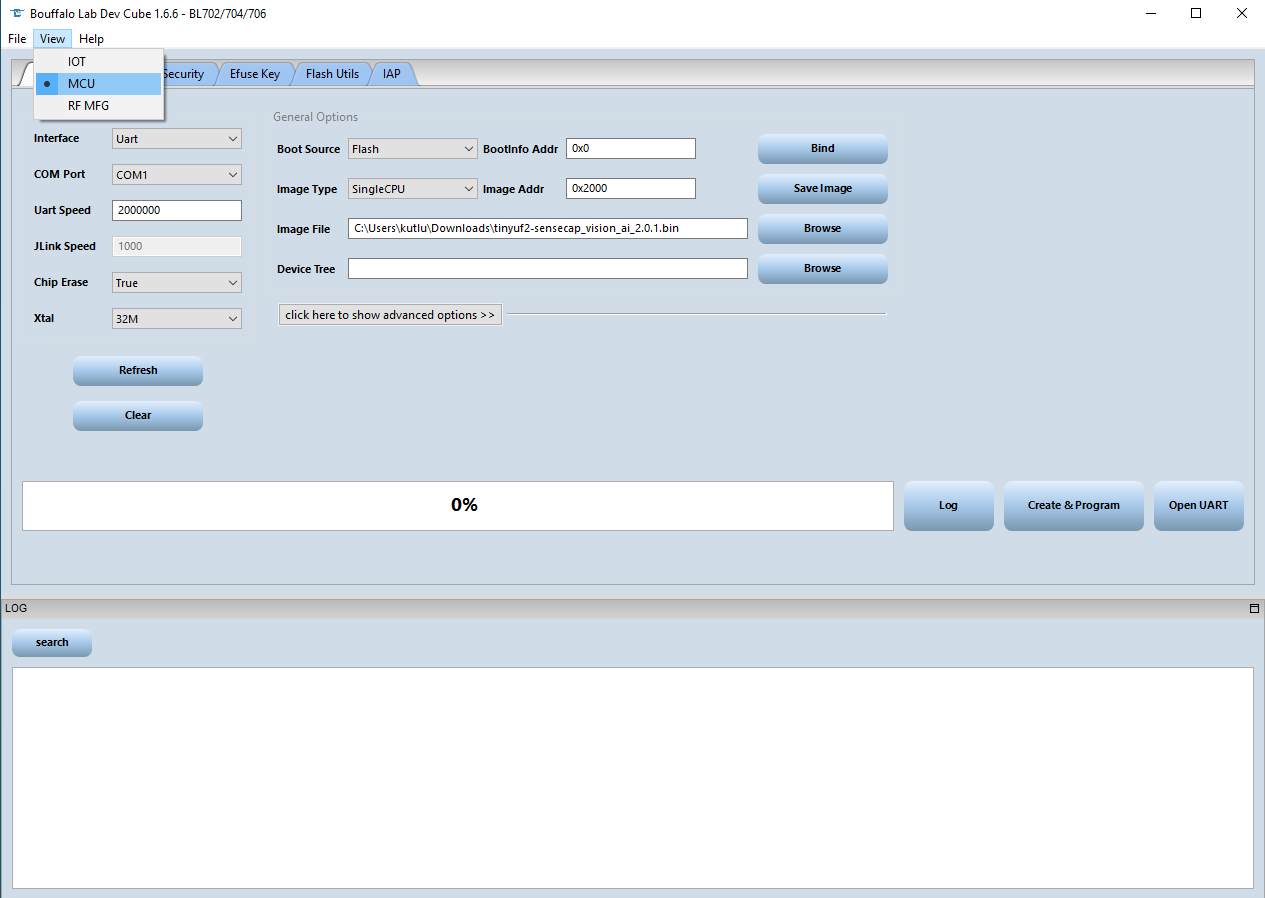 Bouffalo Lab Dev Cube 1.6.6 - BL702/704/706
File View Help
IOT
MCU
RF MFG
Security Efuse Key Flash Utils IAP
Interface Uart
COM Port COM1
Uart Speed 2000000
JLink Speed 1000
Chip Erase True
Xtal 32M
Refresh
Clear
General Options
Boot Source Flash BootInfo Addr 0x0 Bind
Image Type SingleCPU Image Addr 0x2000 Save Image
Image File C:\Users\kutlu\Downloads\tinyuf2-sensecap_vision_ai_2.0.1.bin Browse
Device Tree Browse
click here to show advanced options >>
0% Log Create & Program Open UART
LOG
search